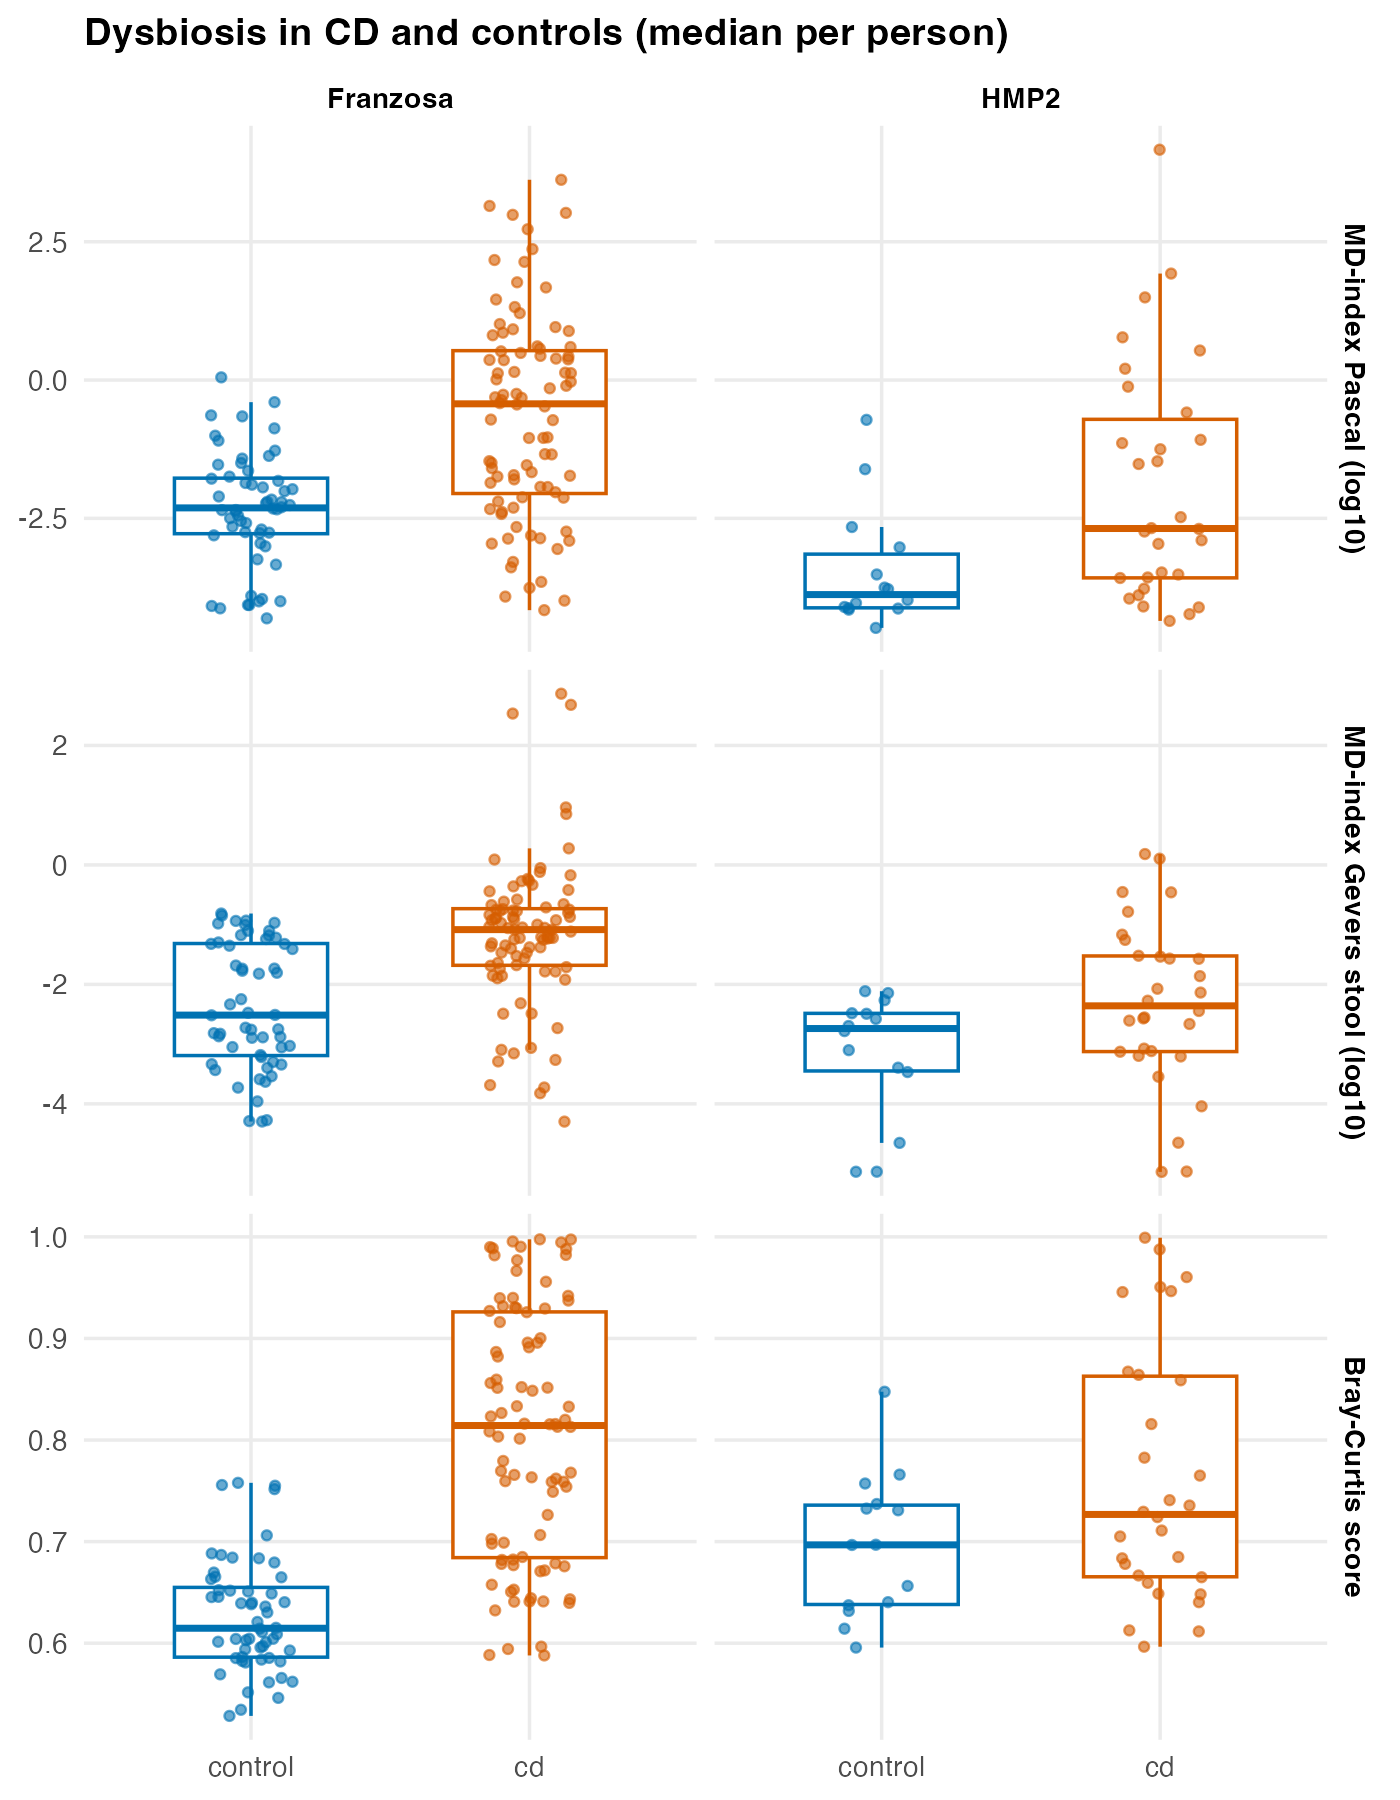 Dysbiosis in CD and controls (median per person)
Franzosa
HMP2
2.5
0.0
-2.5
MD-index Pascal (log10)
2
0
-2
-4
MD-index Gevers stool (log10)
1.0
0.9
0.8
0.7
0.6
Bray-Curtis score
control
cd
control
cd